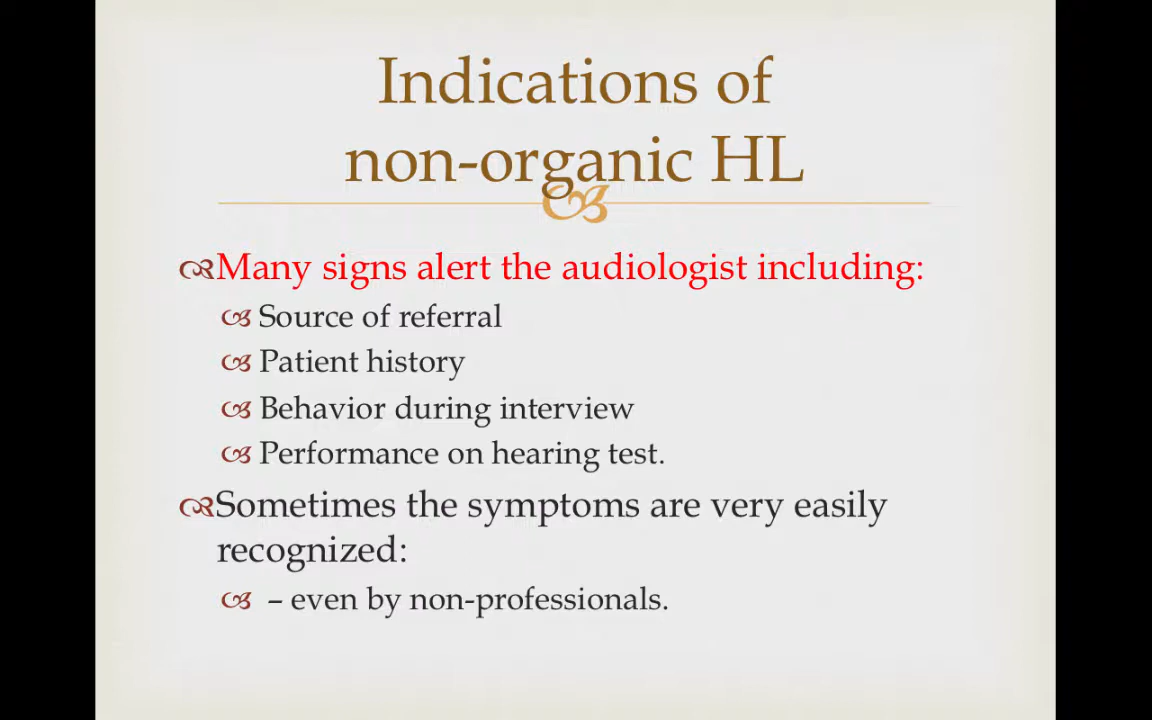 Indications of
non-organic HL
Many signs alert the audiologist including:
Source of referral
Patient history
Behavior during interview
Performance on hearing test.
Sometimes the symptoms are very easily
recognized:
– even by non-professionals.